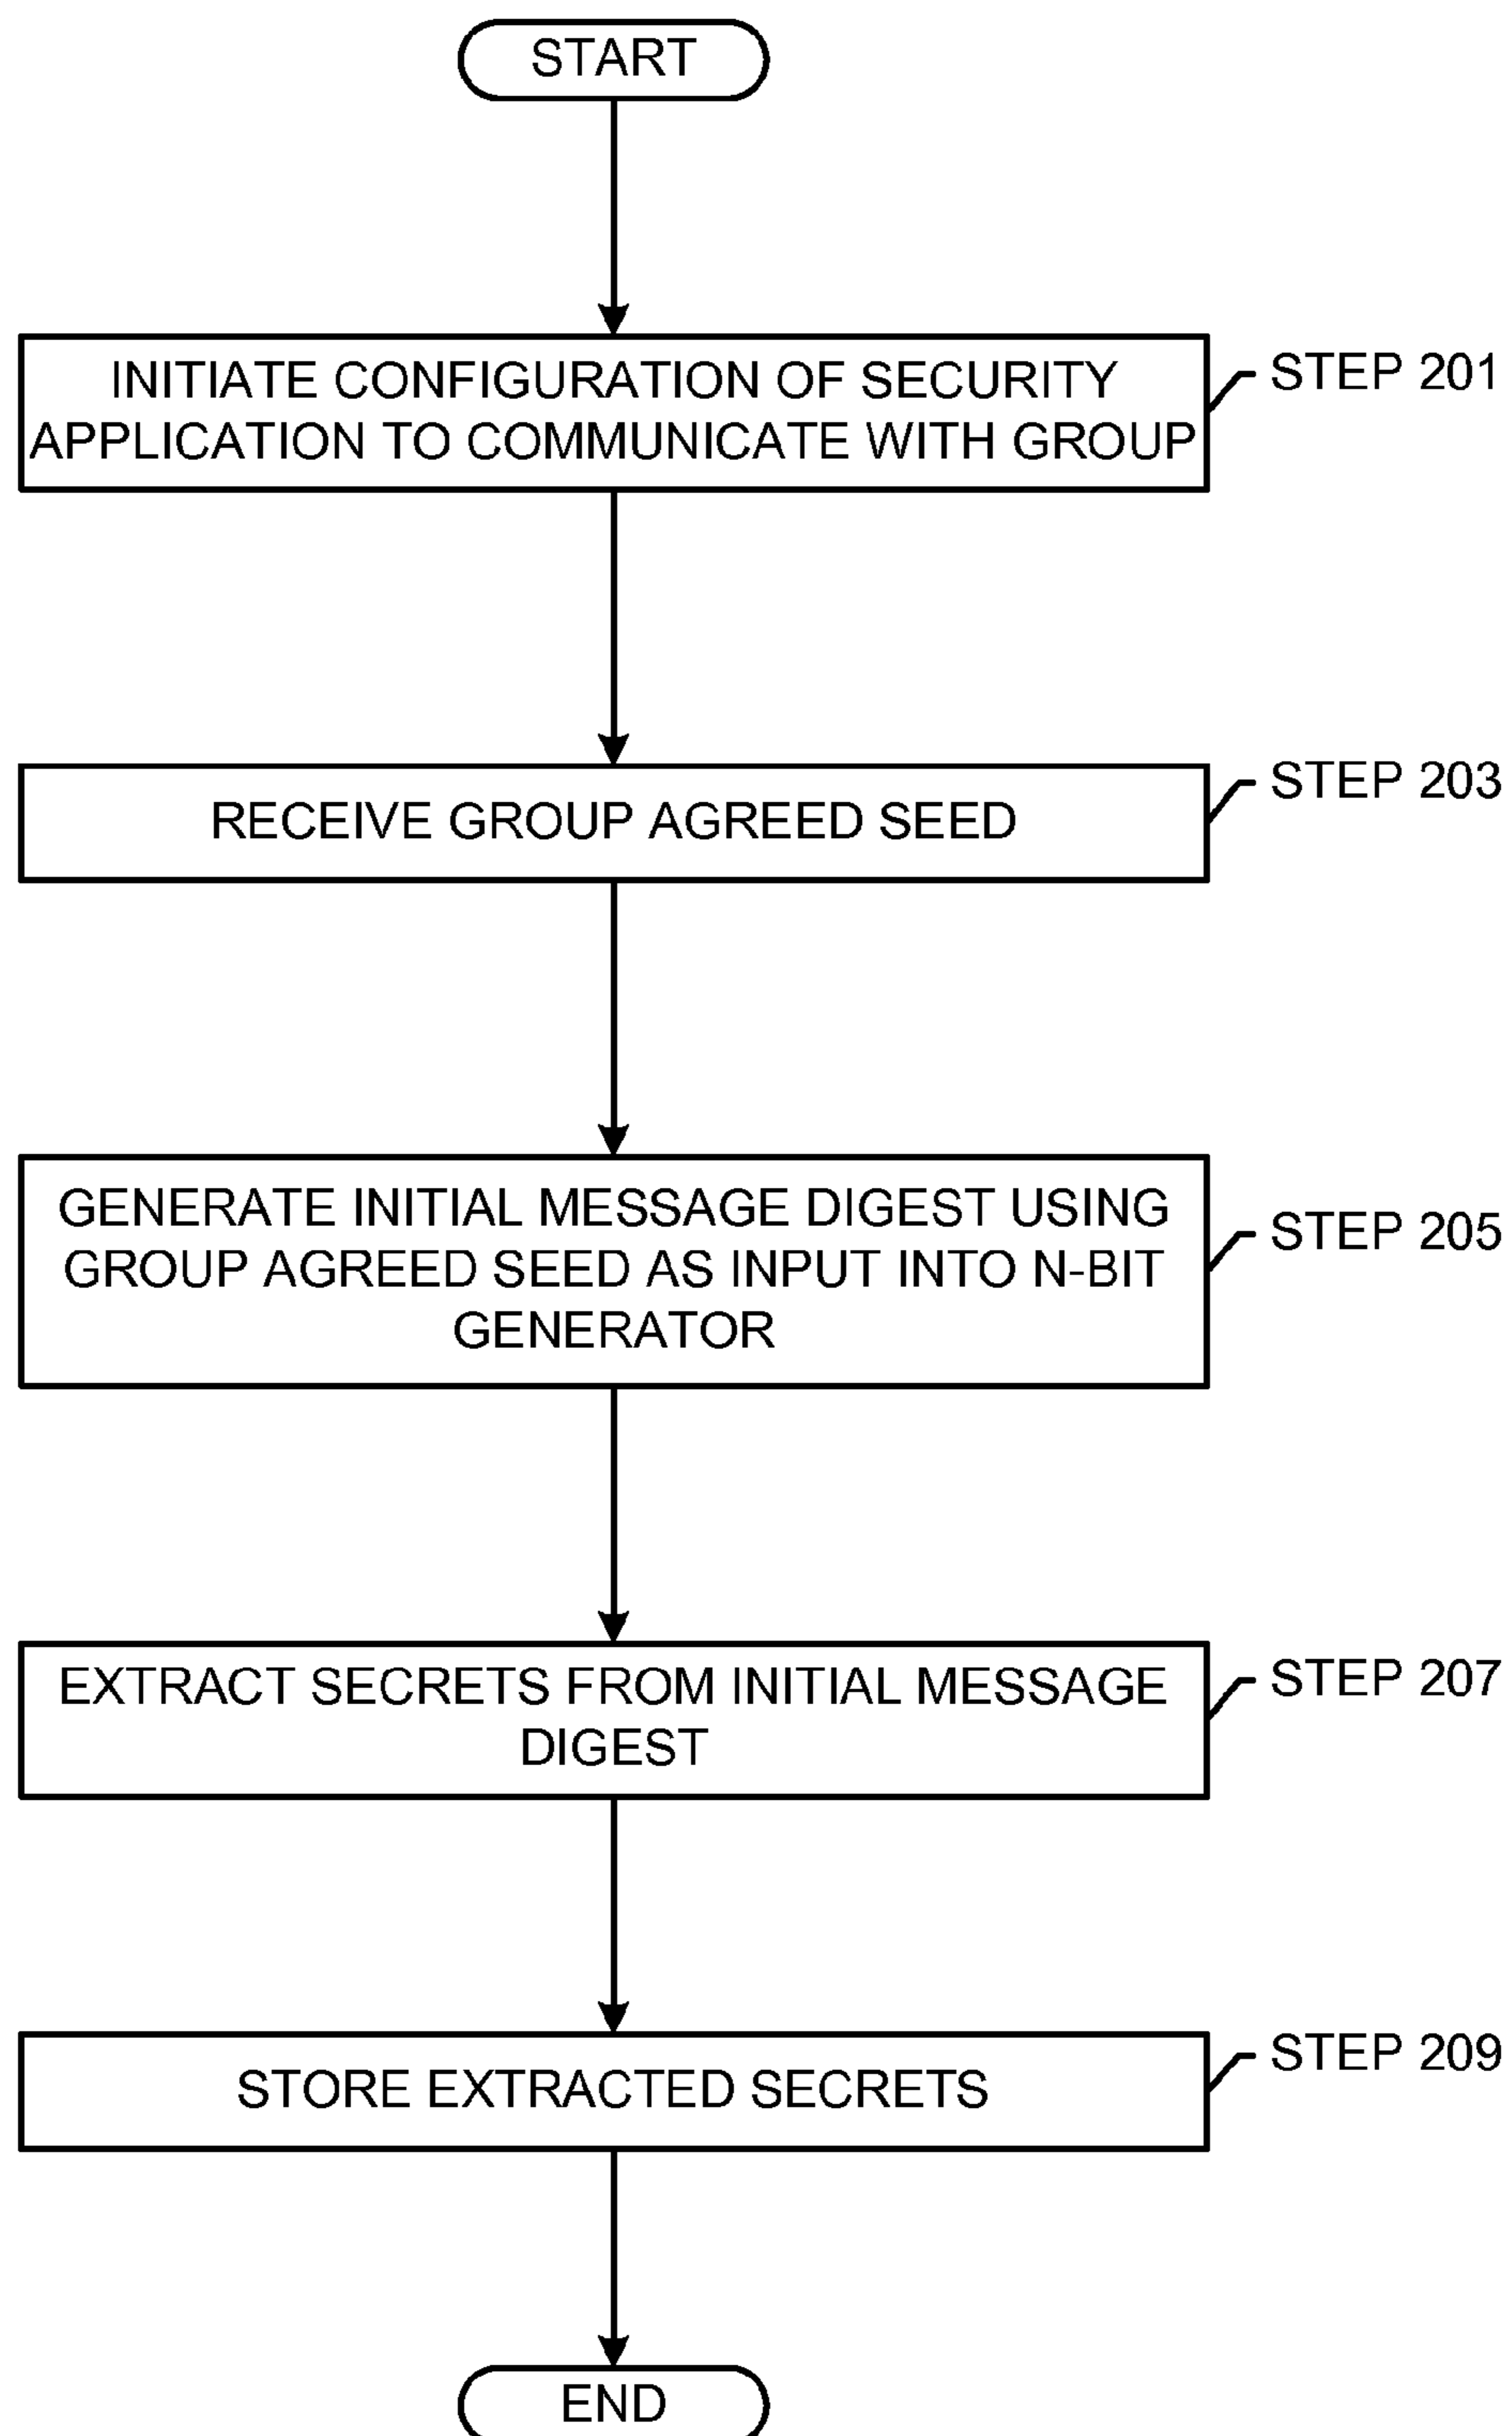 START
INITIATE CONFIGURATION OF SECURITY
APPLICATION TO COMMUNICATE WITH GROUP
STEP 201
RECEIVE GROUP AGREED SEED
STEP 203
GENERATE INITIAL MESSAGE DIGEST USING
GROUP AGREED SEED AS INPUT INTO N-BIT
GENERATOR
STEP 205
EXTRACT SECRETS FROM INITIAL MESSAGE
DIGEST
STEP 207
STORE EXTRACTED SECRETS
STEP 209
END